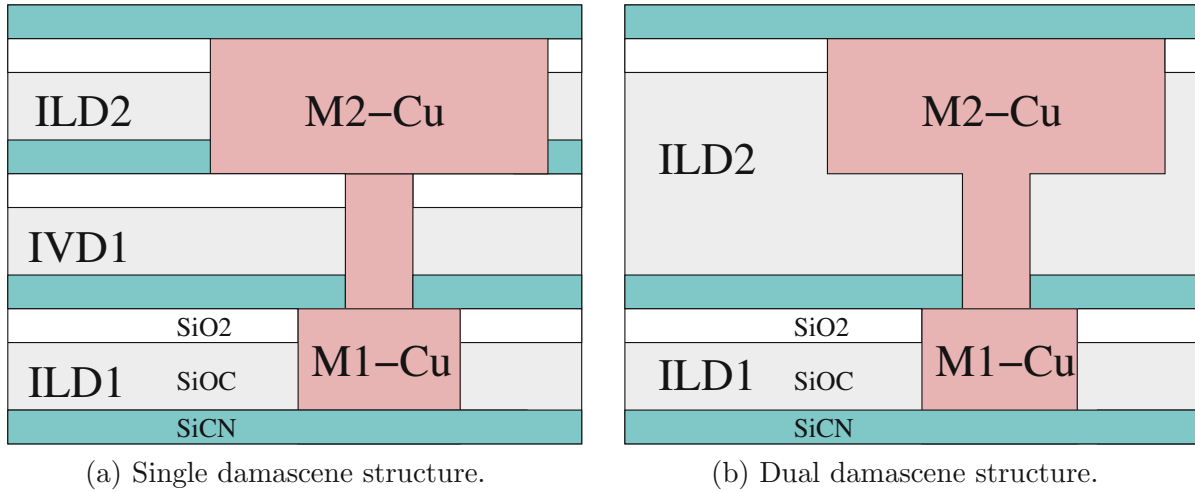 ILD2
M2−Cu
IVD1
SiO2
M1−Cu
ILD1
SiOC
SiCN
(a) Single damascene structure.
M2−Cu
ILD2
SiO2
M1−Cu
ILD1
SiOC
SiCN
(b) Dual damascene structure.